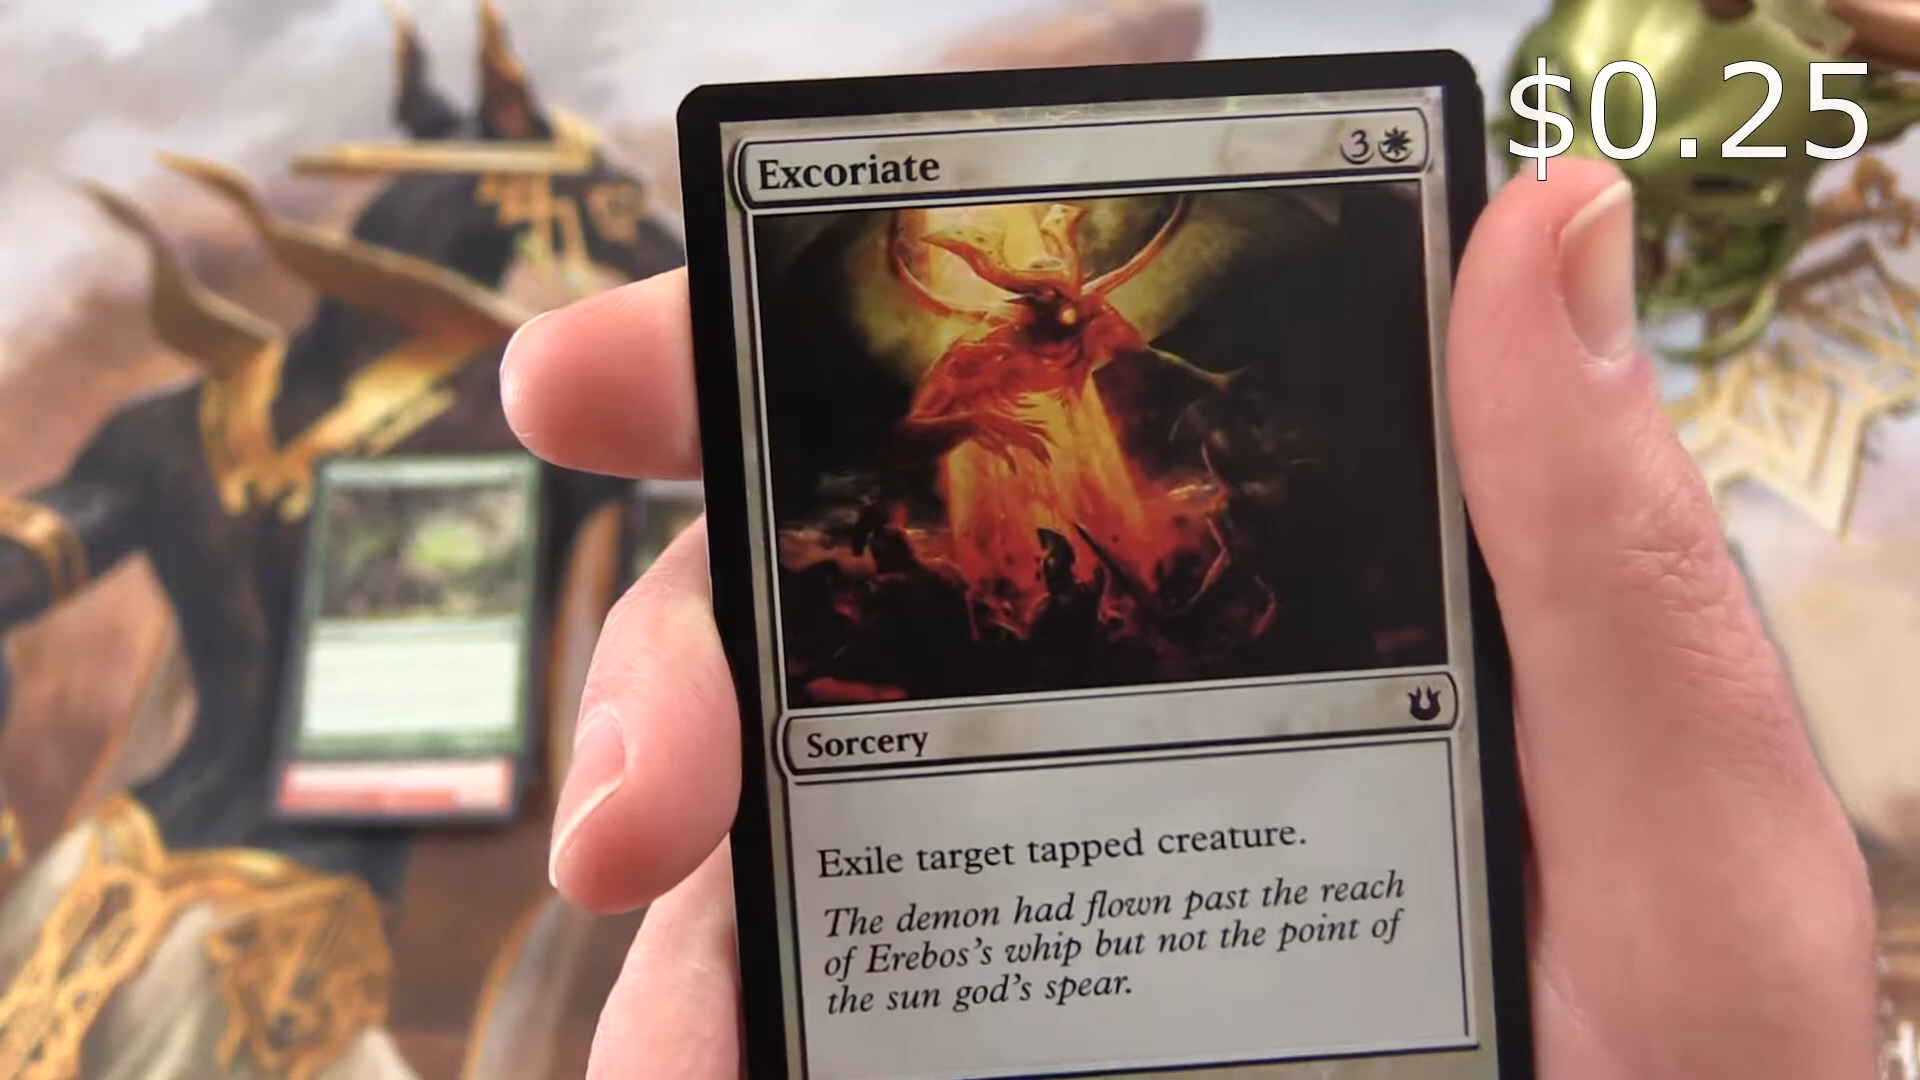 $0.25
Excoriate
3
Sorcery
Exile target tapped creature.
The demon had flown past the reach
of Erebos's whip but not the point of
the sun god's spear.